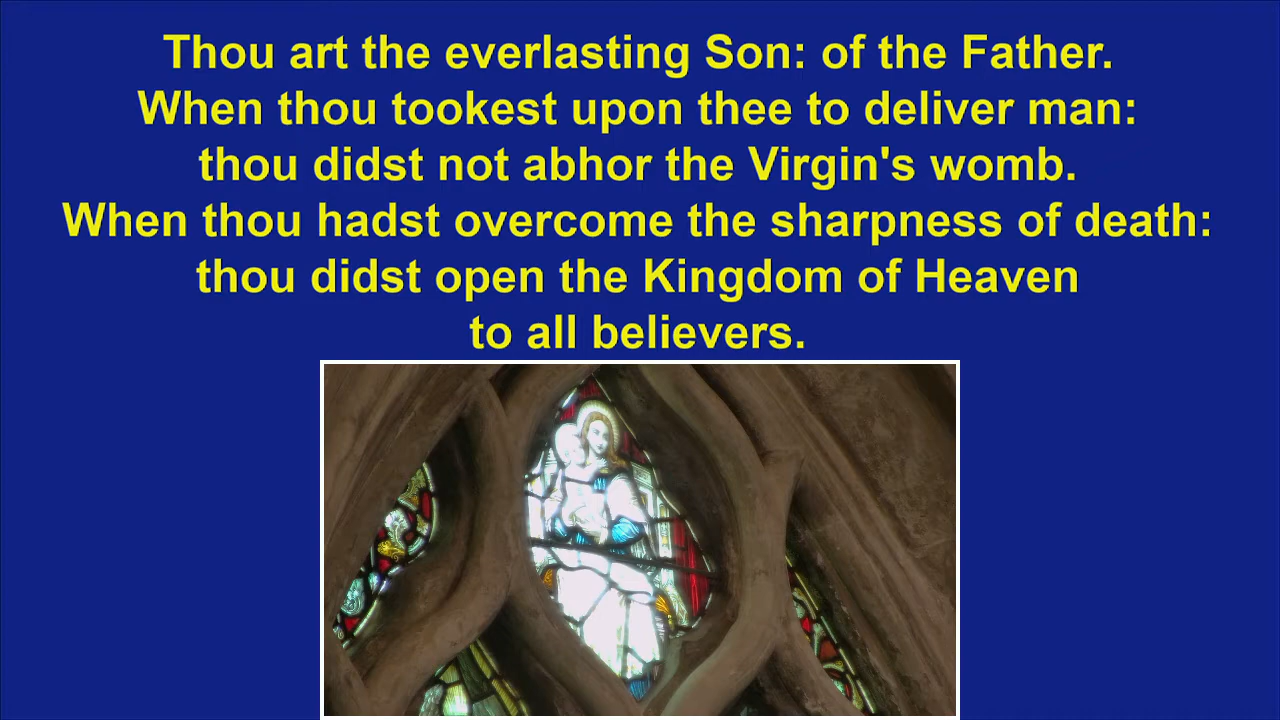 Thou art the everlasting Son: of the Father.
When thou tookest upon thee to deliver man:
thou didst not abhor the Virgin's womb.
When thou hadst overcome the sharpness of death:
thou didst open the Kingdom of Heaven
to all believers.